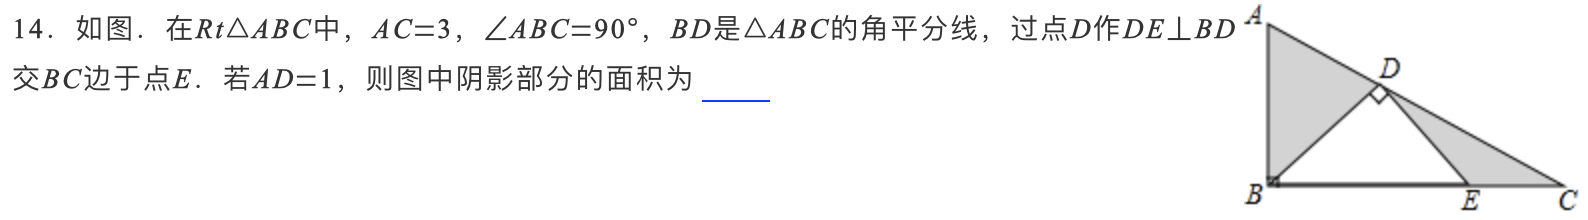 14．如图．在Rt△ABC中，AC=3，∠ABC=90°，BD是△ABC的角平分线，过点D作DE⊥BD
交BC边于点E．若AD=1，则图中阴影部分的面积为
A
D
B
E
C